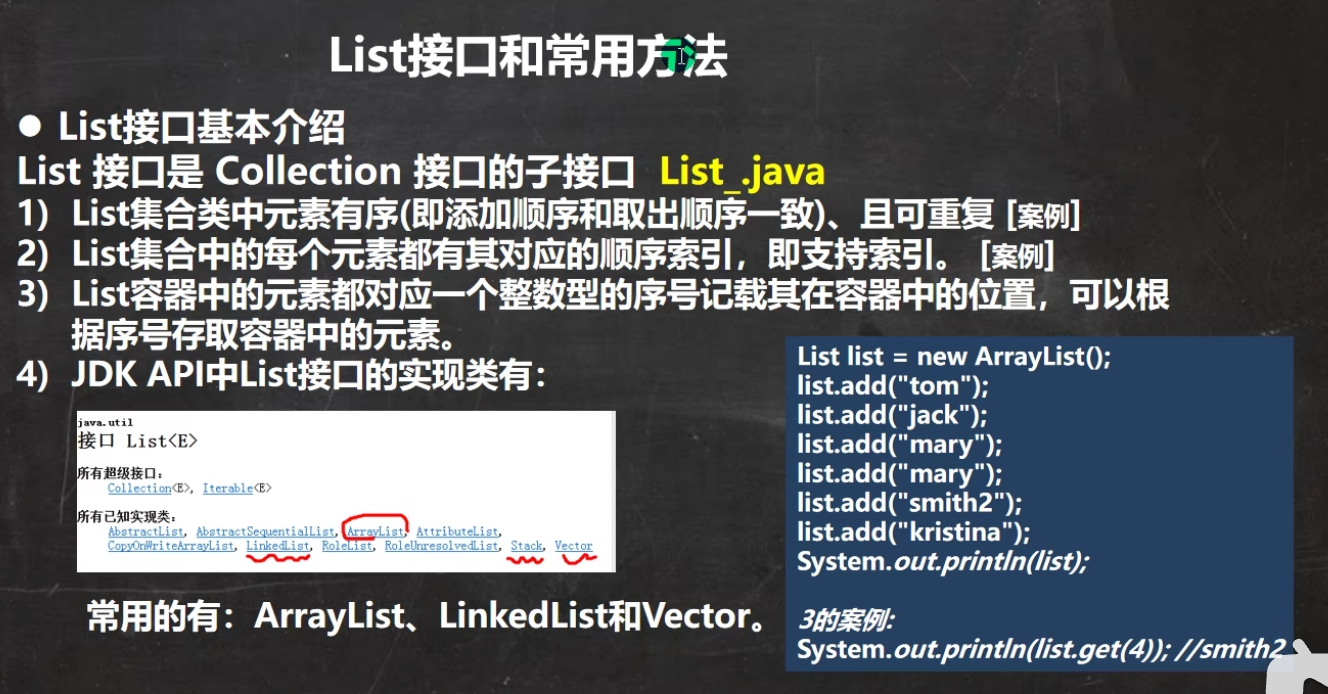 List接口和常用方法
● List接口基本介绍
List 接口是 Collection 接口的子接口 List_.java
1) List集合类中元素有序(即添加顺序和取出顺序一致)、且可重复 [案例]
2) List集合中的每个元素都有其对应的顺序索引，即支持索引。 [案例]
3) List容器中的元素都对应一个整数型的序号记载其在容器中的位置，可以根
据序号存取容器中的元素。
4) JDK API中List接口的实现类有：
java.util
接口 List<E>
所有超级接口：
Collection<E>, Iterable<E>
所有已知实现类：
AbstractList, AbstractSequentialList, ArrayList, AttributeList,
CopyOnWriteArrayList, LinkedList, RoleList, RoleUnresolvedList, Stack, Vector
常用的有：ArrayList、LinkedList和Vector。
List list = new ArrayList();
list.add("tom");
list.add("jack");
list.add("mary");
list.add("mary");
list.add("smith2");
list.add("kristina");
System.out.println(list);
3的案例:
System.out.println(list.get(4)); //smith2